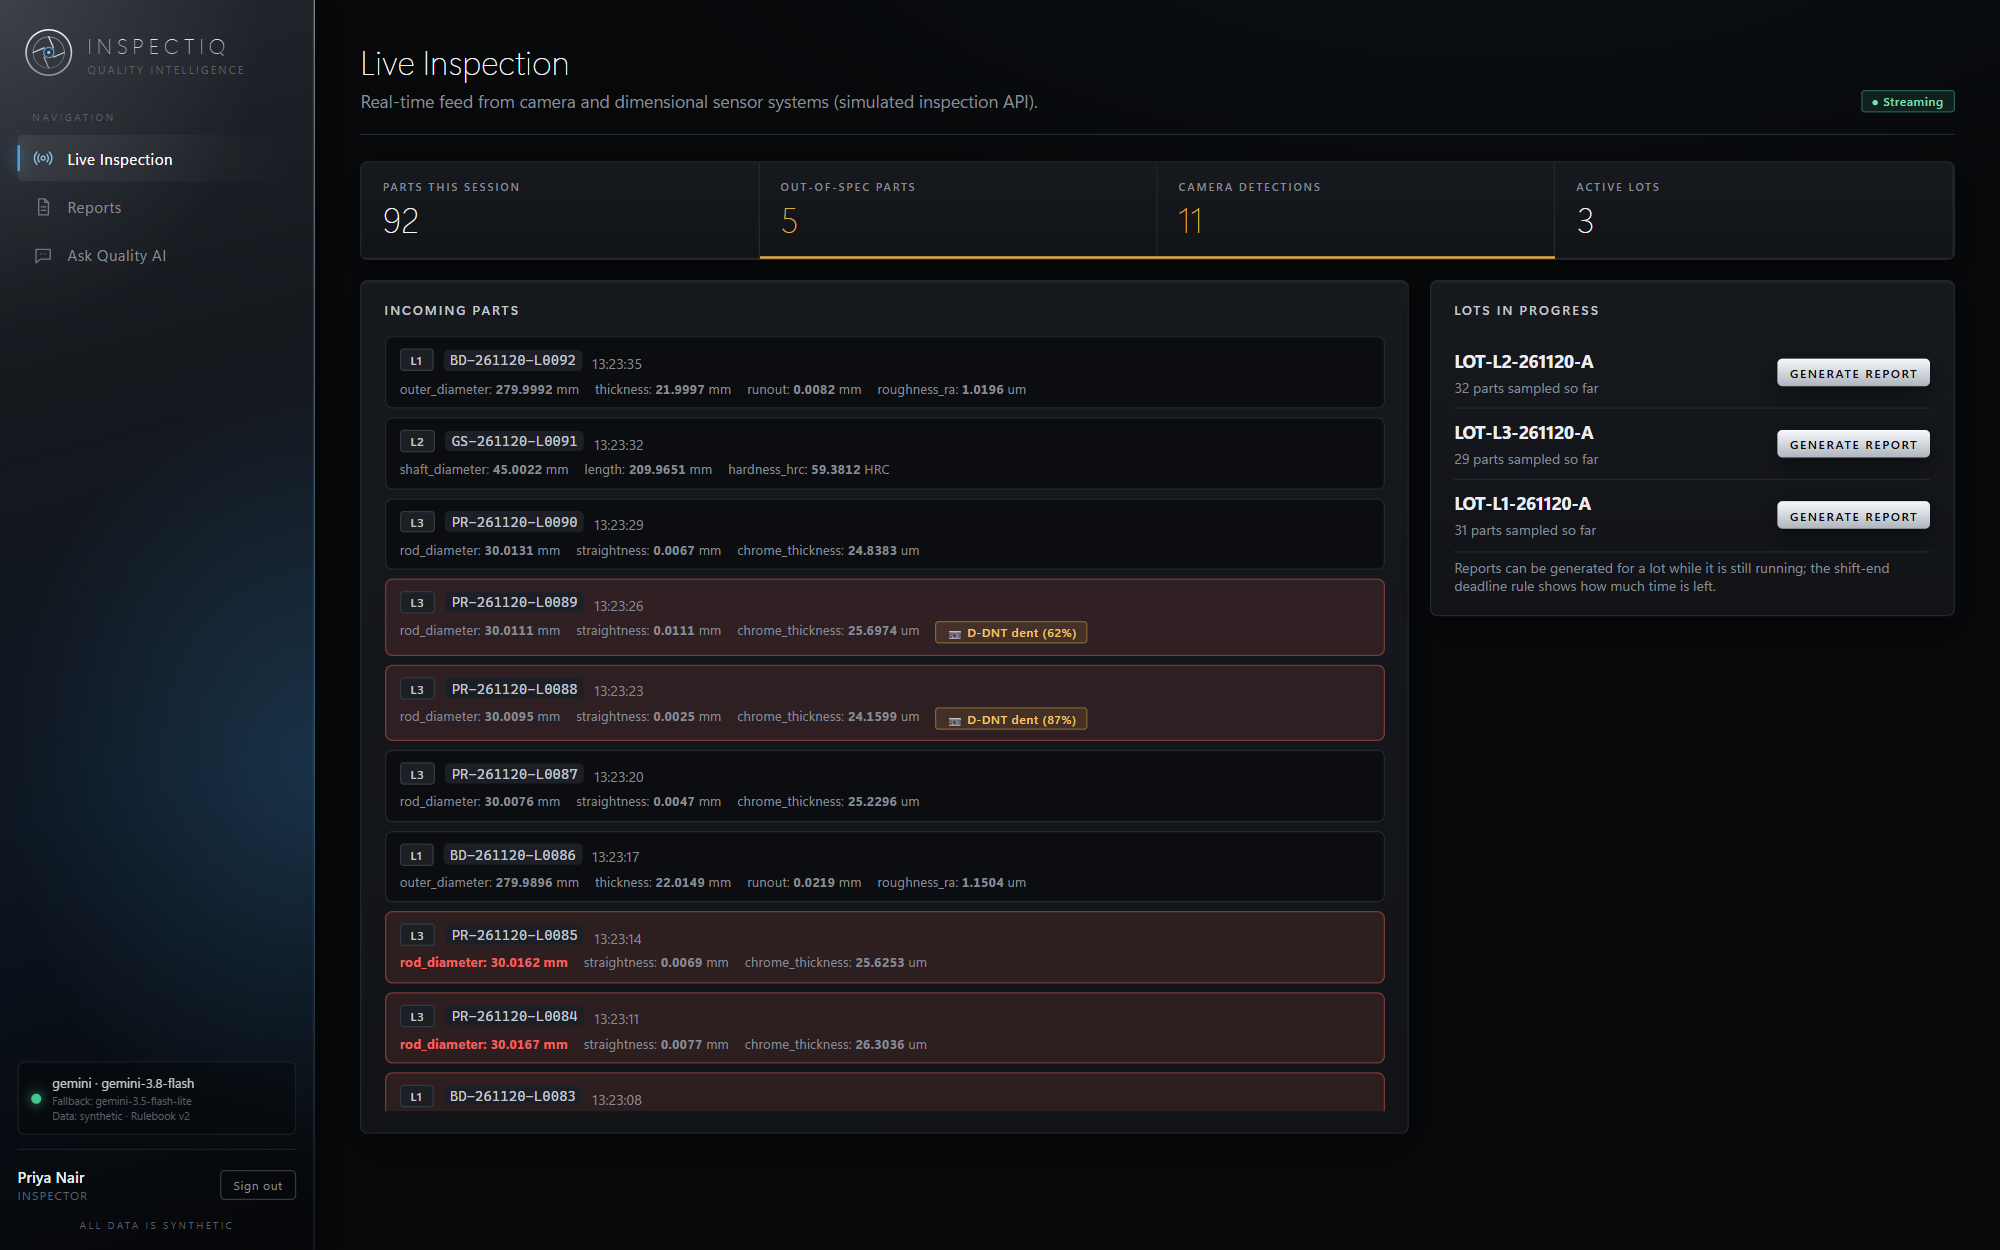 INSPECTIQ
QUALITY INTELLIGENCE
NAVIGATION
Live Inspection
Reports
Ask Quality AI
gemini · gemini-3.8-flash
Fallback: gemini-3.5-flash-lite
Data: synthetic · Rulebook v2
Priya Nair
INSPECTOR
Sign out
ALL DATA IS SYNTHETIC
Live Inspection
Real-time feed from camera and dimensional sensor systems (simulated inspection API).
● Streaming
PARTS THIS SESSION
92
OUT-OF-SPEC PARTS
5
CAMERA DETECTIONS
11
ACTIVE LOTS
3
INCOMING PARTS
L1 BD-261120-L0092 13:23:35
outer_diameter: 279.9992 mm thickness: 21.9997 mm runout: 0.0082 mm roughness_ra: 1.0196 um
L2 GS-261120-L0091 13:23:32
shaft_diameter: 45.0022 mm length: 209.9651 mm hardness_hrc: 59.3812 HRC
L3 PR-261120-L0090 13:23:29
rod_diameter: 30.0131 mm straightness: 0.0067 mm chrome_thickness: 24.8383 um
L3 PR-261120-L0089 13:23:26
rod_diameter: 30.0111 mm straightness: 0.0111 mm chrome_thickness: 25.6974 um D-DNT dent (62%)
L3 PR-261120-L0088 13:23:23
rod_diameter: 30.0095 mm straightness: 0.0025 mm chrome_thickness: 24.1599 um D-DNT dent (87%)
L3 PR-261120-L0087 13:23:20
rod_diameter: 30.0076 mm straightness: 0.0047 mm chrome_thickness: 25.2296 um
L1 BD-261120-L0086 13:23:17
outer_diameter: 279.9896 mm thickness: 22.0149 mm runout: 0.0219 mm roughness_ra: 1.1504 um
L3 PR-261120-L0085 13:23:14
rod_diameter: 30.0162 mm straightness: 0.0069 mm chrome_thickness: 25.6253 um
L3 PR-261120-L0084 13:23:11
rod_diameter: 30.0167 mm straightness: 0.0077 mm chrome_thickness: 26.3036 um
L1 BD-261120-L0083 13:23:08
LOTS IN PROGRESS
LOT-L2-261120-A
32 parts sampled so far
GENERATE REPORT
LOT-L3-261120-A
29 parts sampled so far
GENERATE REPORT
LOT-L1-261120-A
31 parts sampled so far
GENERATE REPORT
Reports can be generated for a lot while it is still running; the shift-end
deadline rule shows how much time is left.